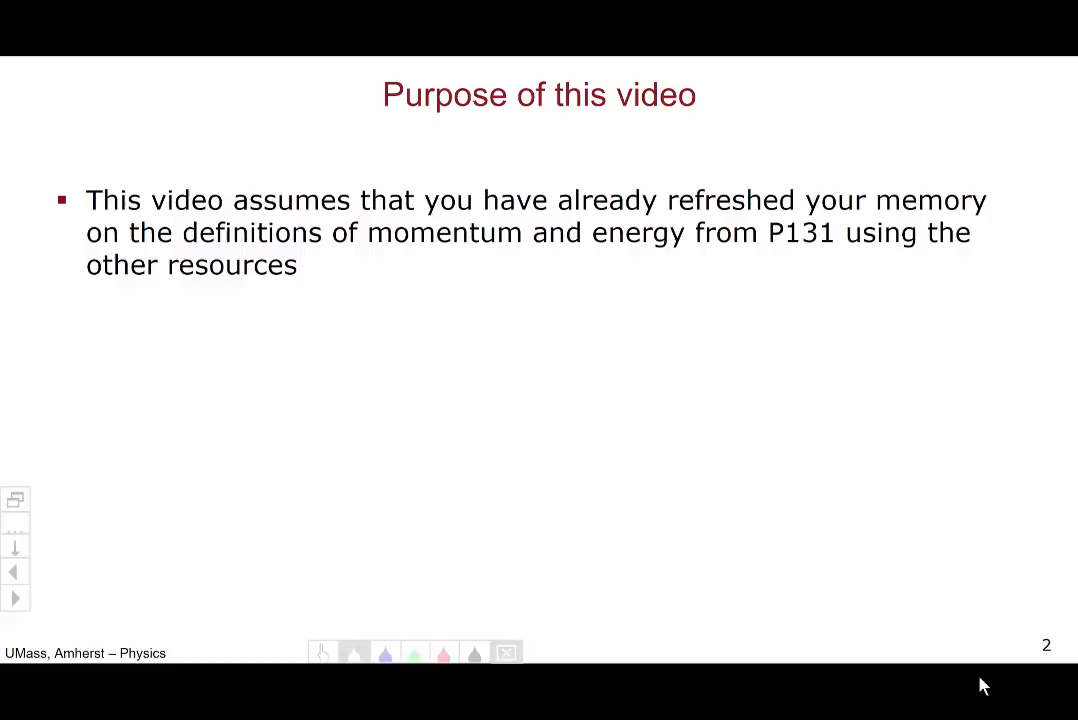 Purpose of this video
This video assumes that you have already refreshed your memory
on the definitions of momentum and energy from P131 using the
other resources
UMass, Amherst – Physics
2